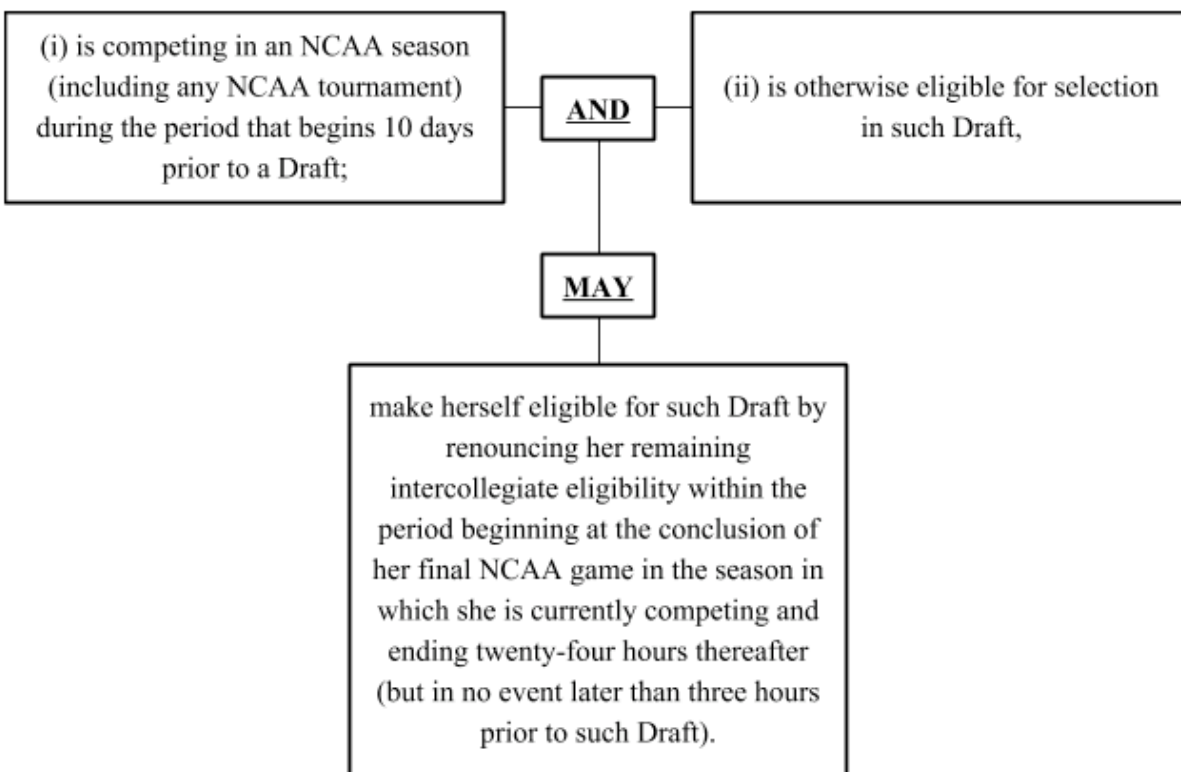 (i) is competing in an NCAA season
(including any NCAA tournament)
during the period that begins 10 days
prior to a Draft;
AND
(ii) is otherwise eligible for selection
in such Draft,
MAY
make herself eligible for such Draft by
renouncing her remaining
intercollegiate eligibility within the
period beginning at the conclusion of
her final NCAA game in the season in
which she is currently competing and
ending twenty-four hours thereafter
(but in no event later than three hours
prior to such Draft).